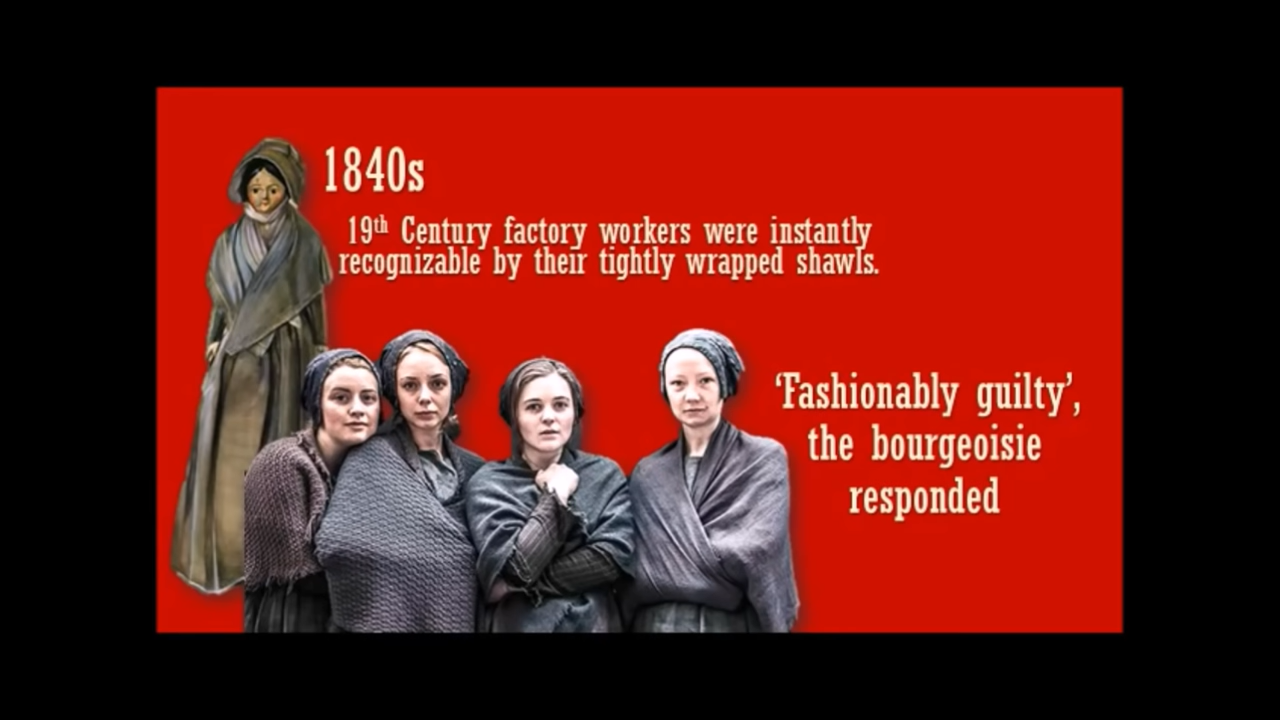 1840s
19th Century factory workers were instantly
recognizable by their tightly wrapped shawls.
‘Fashionably guilty’,
the bourgeoisie
responded